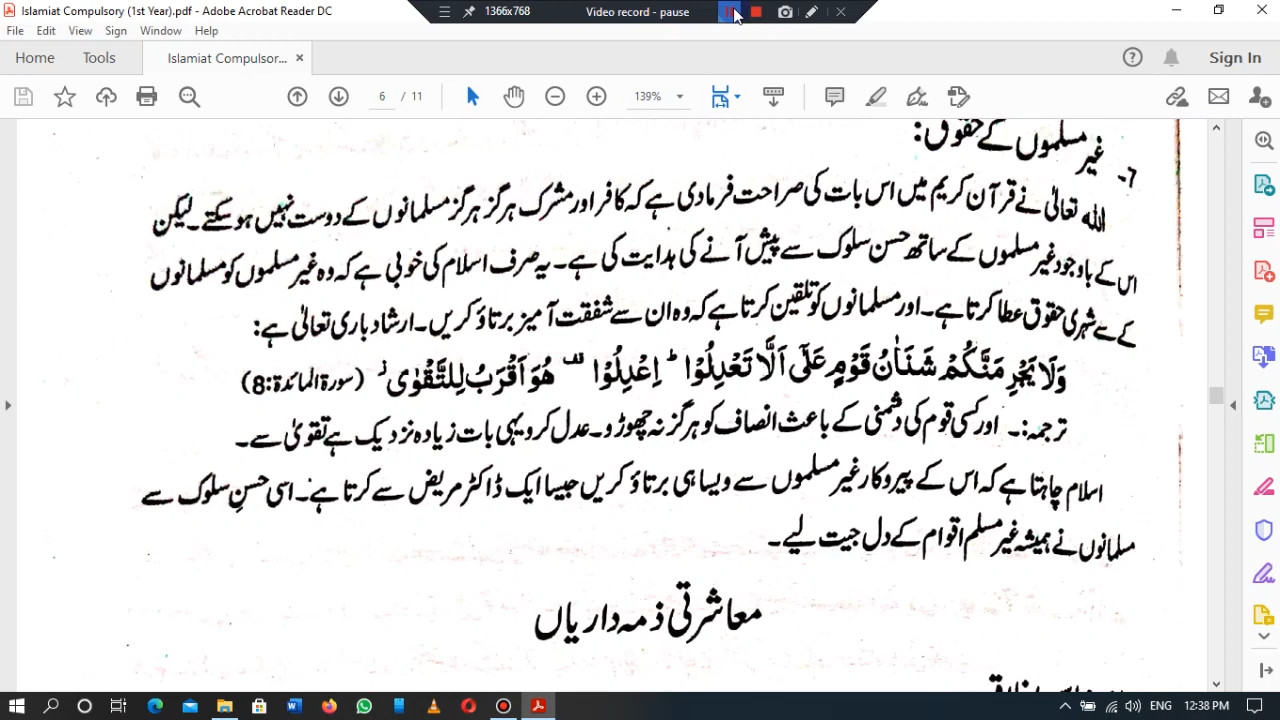 Islamiat Compulsory (1st Year).pdf - Adobe Acrobat Reader DC
1366x768
Video record - pause
File Edit View Sign Window Help
Home Tools Islamiat Compulsor... × Sign In
6 / 11 139%
7- غیر مسلموں کے حقوق:
اللہ تعالیٰ نے قرآن کریم میں اس بات کی صراحت فرمادی ہے کہ کافر اور مشرک ہرگز ہرگز مسلمانوں کے دوست نہیں ہو سکتے۔ لیکن
اس کے باوجود غیر مسلموں کے ساتھ حسن سلوک سے پیش آنے کی ہدایت کی ہے۔ یہ صرف اسلام کی خوبی ہے کہ وہ غیر مسلموں کو مسلمانوں
کے سے شہری حقوق عطا کرتا ہے۔ اور مسلمانوں کو تلقین کرتا ہے کہ وہ ان سے شفقت آمیز برتاؤ کریں۔ ارشاد باری تعالیٰ ہے:
وَلَا یَجْرِ مَنَّکُمْ شَنَاٰنُ قَوْمٍ عَلٰٓی اَلَّا تَعْدِلُوْا ؕ اِعْدِلُوْا ۟ هُوَ اَقْرَبُ لِلتَّقْوٰی ز (سورۃ المائدۃ:8)
ترجمہ:۔ اور کسی قوم کی دشمنی کے باعث انصاف کو ہرگز نہ چھوڑو۔ عدل کرو یہی بات زیادہ نزدیک ہے تقویٰ سے۔
اسلام چاہتا ہے کہ اس کے پیروکار غیر مسلموں سے ویسا ہی برتاؤ کریں جیسا ایک ڈاکٹر مریض سے کرتا ہے۔ اسی حسنِ سلوک سے
مسلمانوں نے ہمیشہ غیر مسلم اقوام کے دل جیت لیے۔
معاشرتی ذمہ داریاں
ENG 12:38 PM